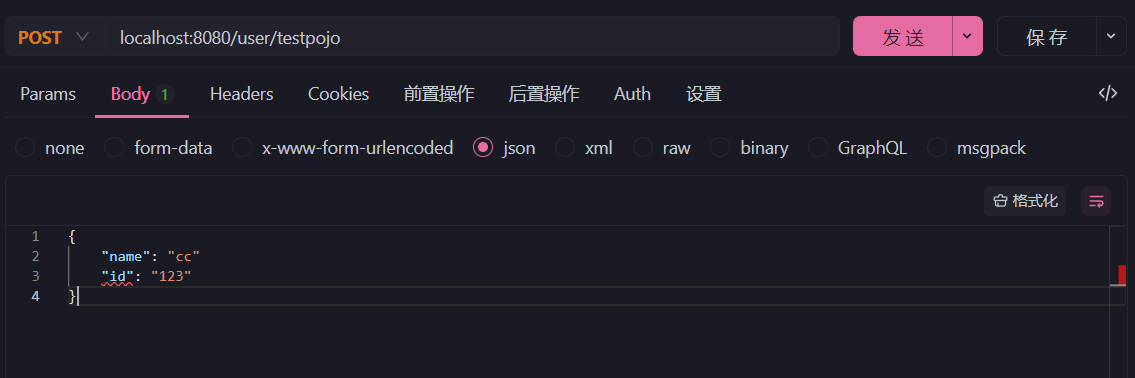 POST localhost:8080/user/testpojo 发 送 保 存
Params Body 1 Headers Cookies 前置操作 后置操作 Auth 设置 </>
none form-data x-www-form-urlencoded json xml raw binary GraphQL msgpack
格式化
1 {
2 "name": "cc"
3 "id": "123"
4 }